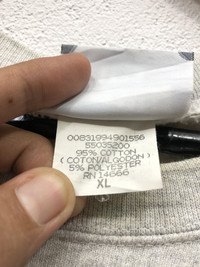 00831994901556
55035200
95% COTTON
(COTON/ALGODON)
5% POLYESTER
RN 14666
XL